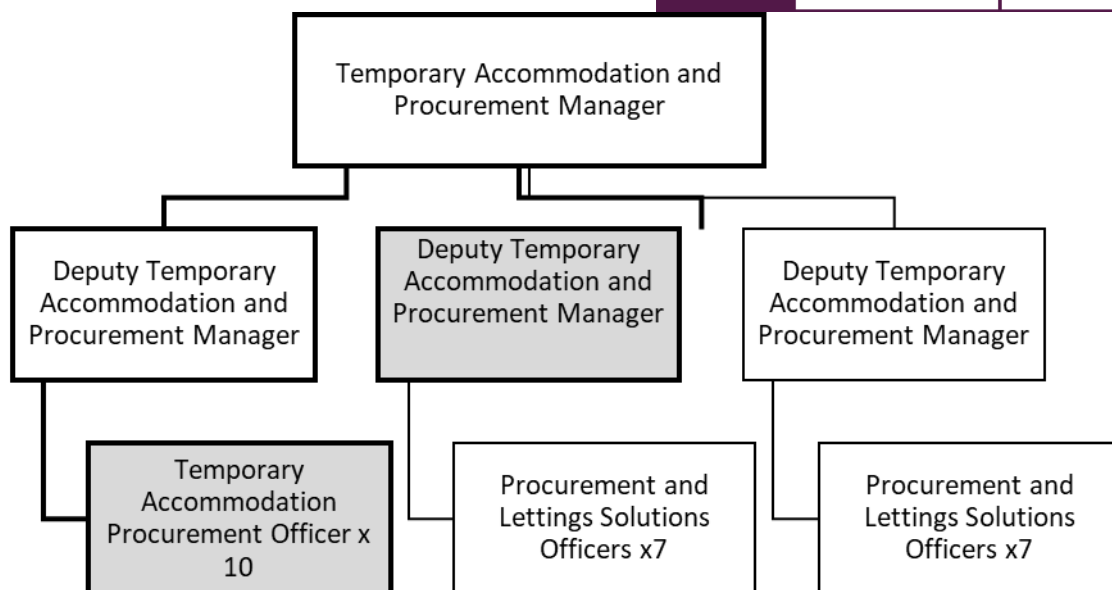 Temporary Accommodation and
Procurement Manager
Deputy Temporary
Accommodation and
Procurement Manager
Deputy Temporary
Accommodation and
Procurement Manager
Deputy Temporary
Accommodation and
Procurement Manager
Temporary
Accommodation
Procurement Officer x
10
Procurement and
Lettings Solutions
Officers x7
Procurement and
Lettings Solutions
Officers x7